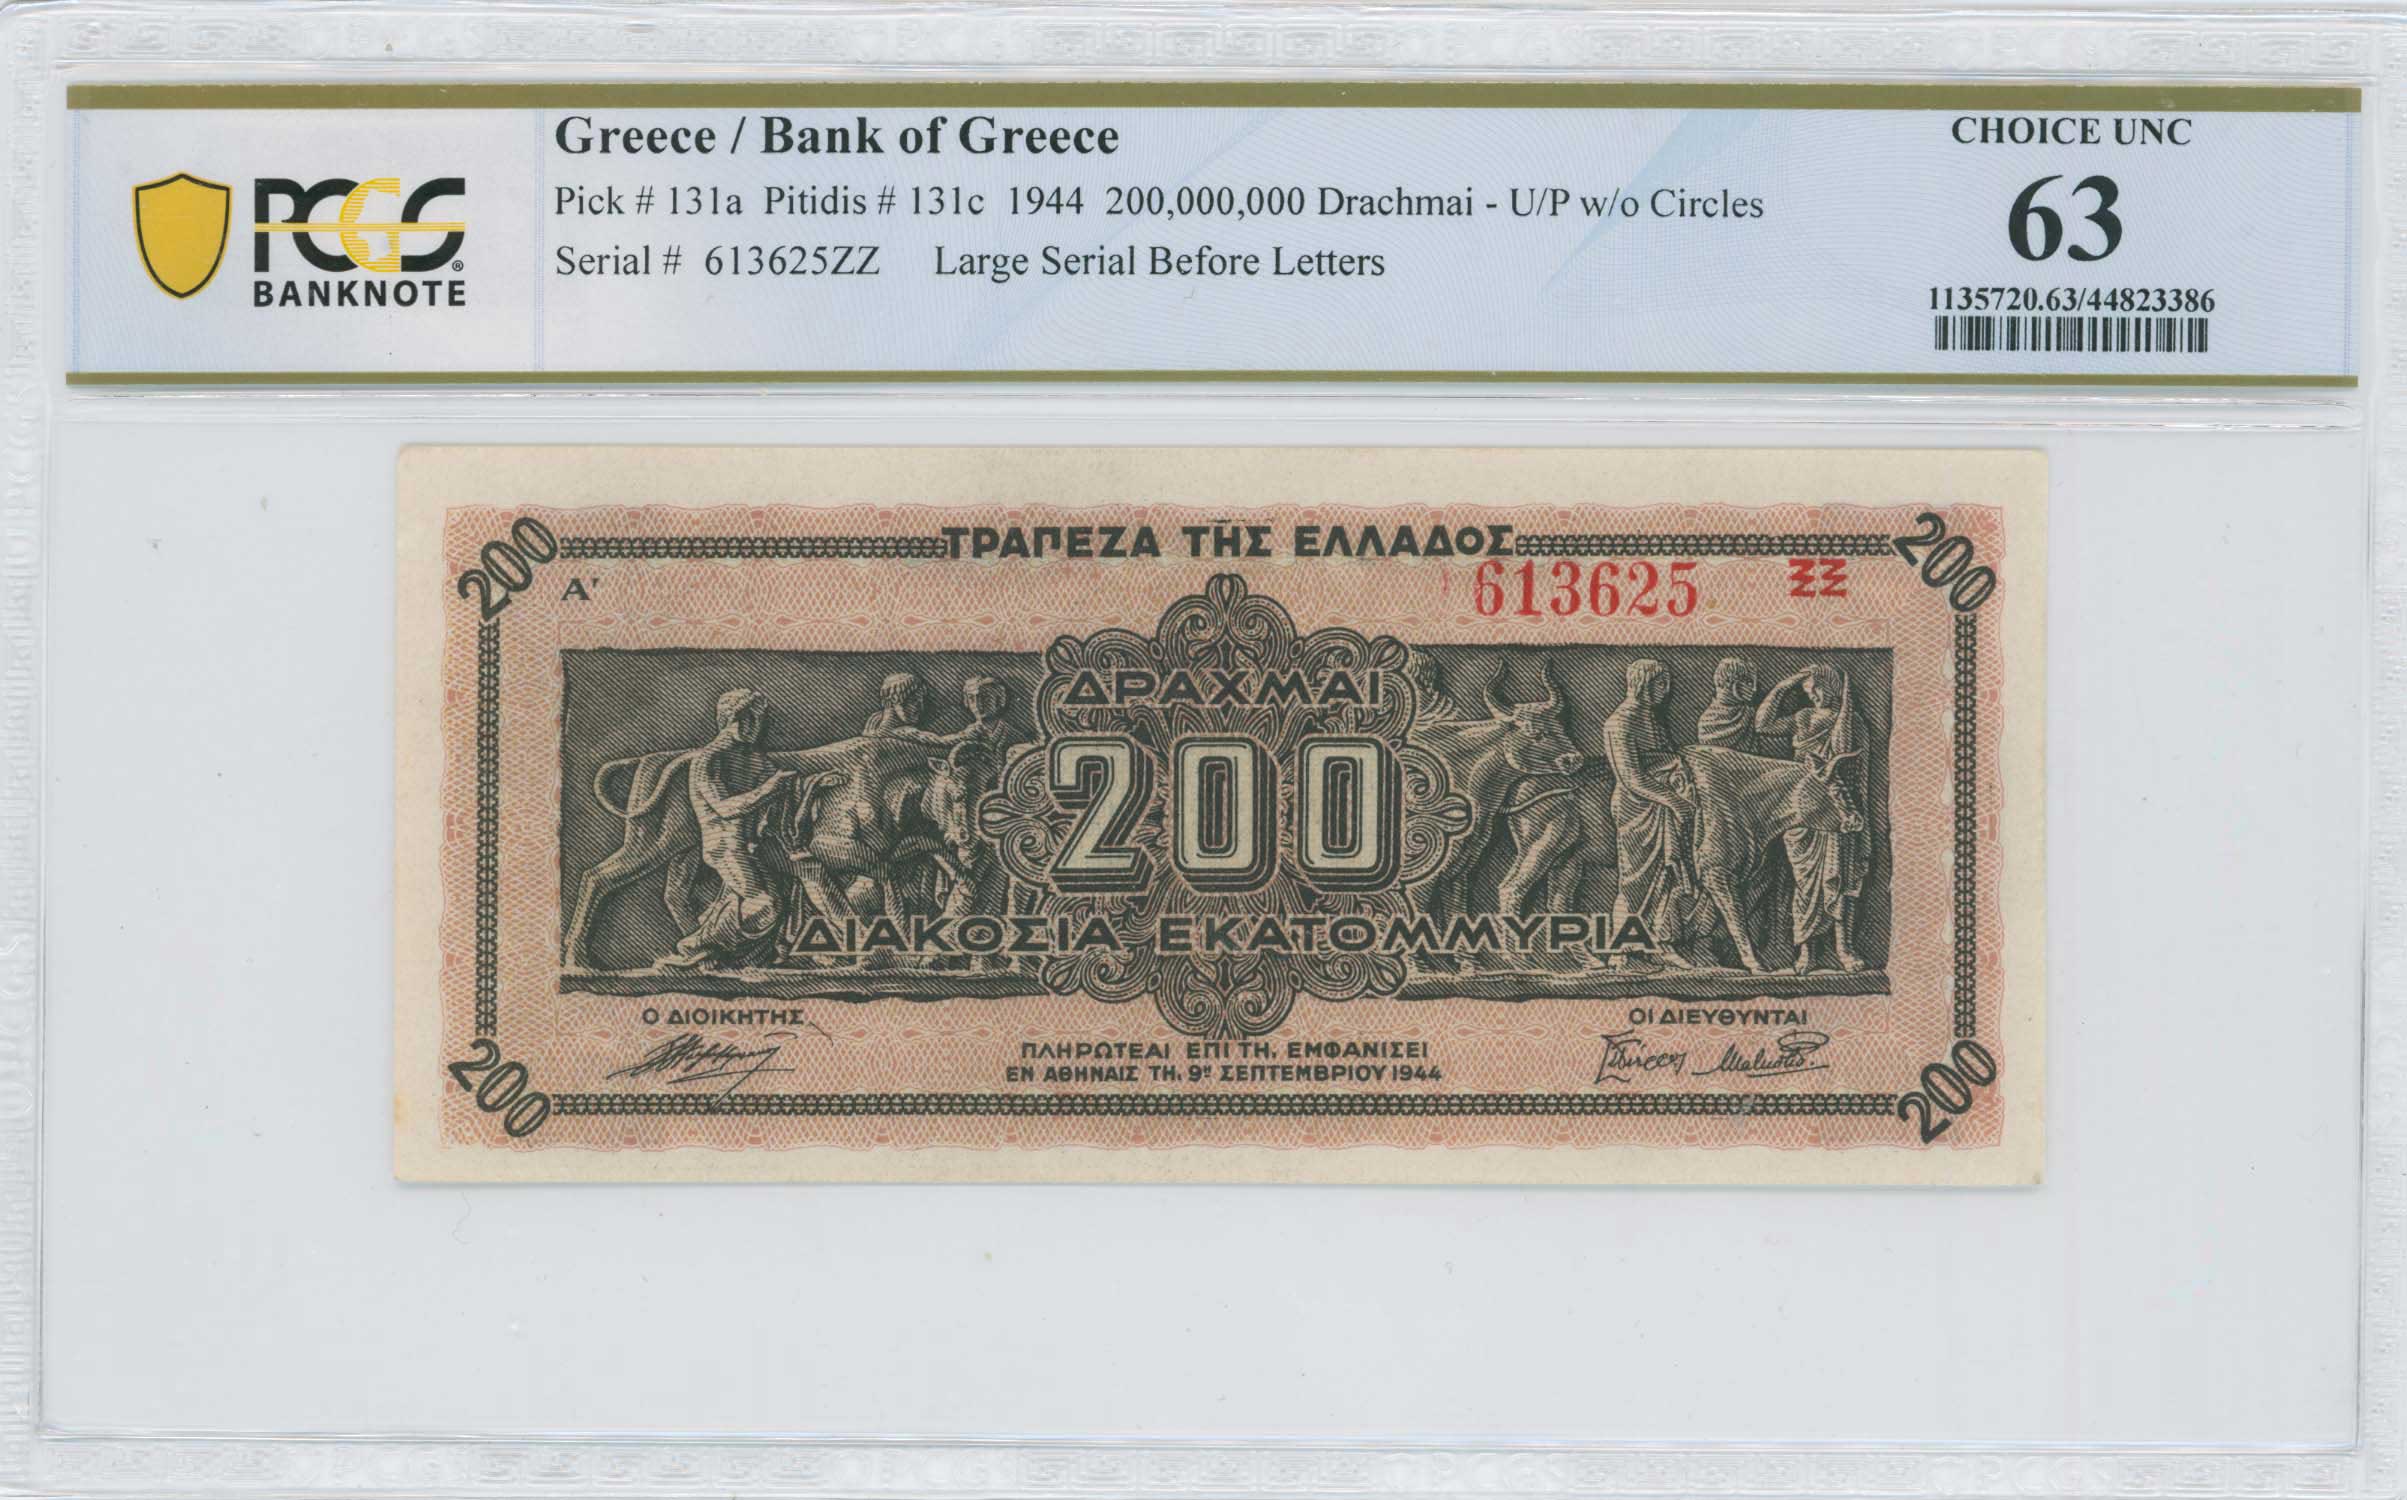 PCGS
BANKNOTE
Greece / Bank of Greece
Pick # 131a Pitidis # 131c 1944 200,000,000 Drachmai - U/P w/o Circles
Serial # 613625ZZ Large Serial Before Letters
CHOICE UNC
63
1135720.63/44823386
200 ΤΡΑΠΕΖΑ ΤΗΣ ΕΛΛΑΔΟΣ 200
Α' 613625 ΞΞ
ΔΡΑΧΜΑΙ
200
ΔΙΑΚΟΣΙΑ ΕΚΑΤΟΜΜΥΡΙΑ
Ο ΔΙΟΙΚΗΤΗΣ ΟΙ ΔΙΕΥΘΥΝΤΑΙ
ΠΛΗΡΩΤΕΑΙ ΕΠΙ ΤΗ, ΕΜΦΑΝΙΣΕΙ
ΕΝ ΑΘΗΝΑΙΣ ΤΗ, 9ῃ ΣΕΠΤΕΜΒΡΙΟΥ 1944
200 200